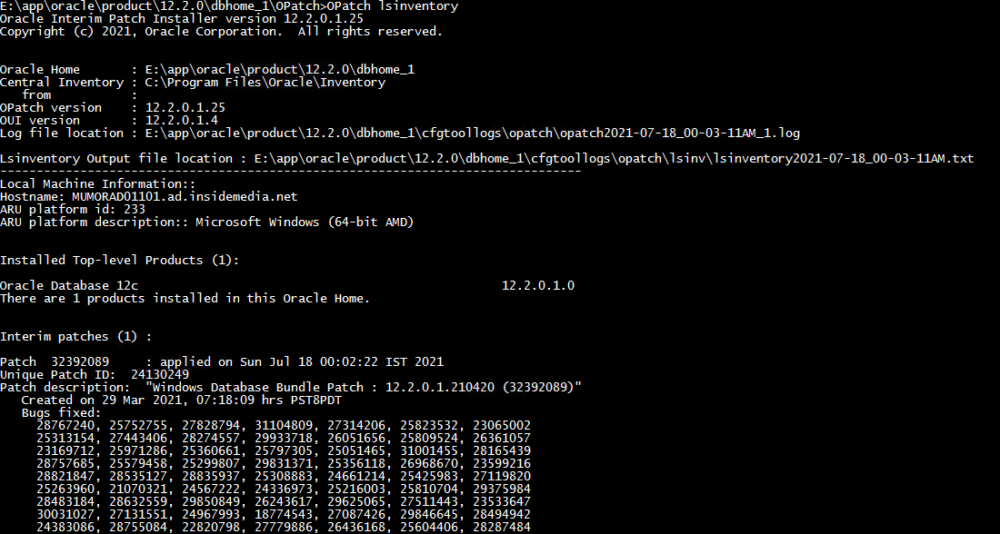 E:\app\oracle\product\12.2.0\dbhome_1\OPatch>OPatch lsinventory
Oracle Interim Patch Installer version 12.2.0.1.25
Copyright (c) 2021, Oracle Corporation.  All rights reserved.
Oracle Home       : E:\app\oracle\product\12.2.0\dbhome_1
Central Inventory : C:\Program Files\Oracle\Inventory
   from           :
OPatch version    : 12.2.0.1.25
OUI version       : 12.2.0.1.4
Log file location : E:\app\oracle\product\12.2.0\dbhome_1\cfgtoollogs\opatch\opatch2021-07-18_00-03-11AM_1.log
Lsinventory Output file location : E:\app\oracle\product\12.2.0\dbhome_1\cfgtoollogs\opatch\lsinv\lsinventory2021-07-18_00-03-11AM.txt
--------------------------------------------------------------------------------
Local Machine Information::
Hostname: MUMORAD01101.ad.insidemedia.net
ARU platform id: 233
ARU platform description:: Microsoft Windows (64-bit AMD)
Installed Top-level Products (1):
Oracle Database 12c                                                  12.2.0.1.0
There are 1 products installed in this Oracle Home.
Interim patches (1) :
Patch  32392089     : applied on Sun Jul 18 00:02:22 IST 2021
Unique Patch ID:  24130249
Patch description:  "Windows Database Bundle Patch : 12.2.0.1.210420 (32392089)"
   Created on 29 Mar 2021, 07:18:09 hrs PST8PDT
   Bugs fixed:
     28767240, 25752755, 27828794, 31104809, 27314206, 25823532, 23065002
     25313154, 27443406, 28274557, 29933718, 26051656, 25809524, 26361057
     23169712, 25971286, 25360661, 25797305, 25051465, 31001455, 28165439
     28757685, 25579458, 25299807, 29831371, 25356118, 26968670, 23599216
     28821847, 28535127, 28835937, 25308883, 24661214, 25425983, 27119820
     25263960, 21070321, 24567222, 24336973, 25216003, 25810704, 29375984
     28483184, 28632559, 29850849, 26243617, 29625065, 27511443, 23533647
     30031027, 27131551, 24967993, 18774543, 27087426, 29846645, 28494942
     24383086, 28755084, 22820798, 27779886, 26436168, 25604406, 28287484